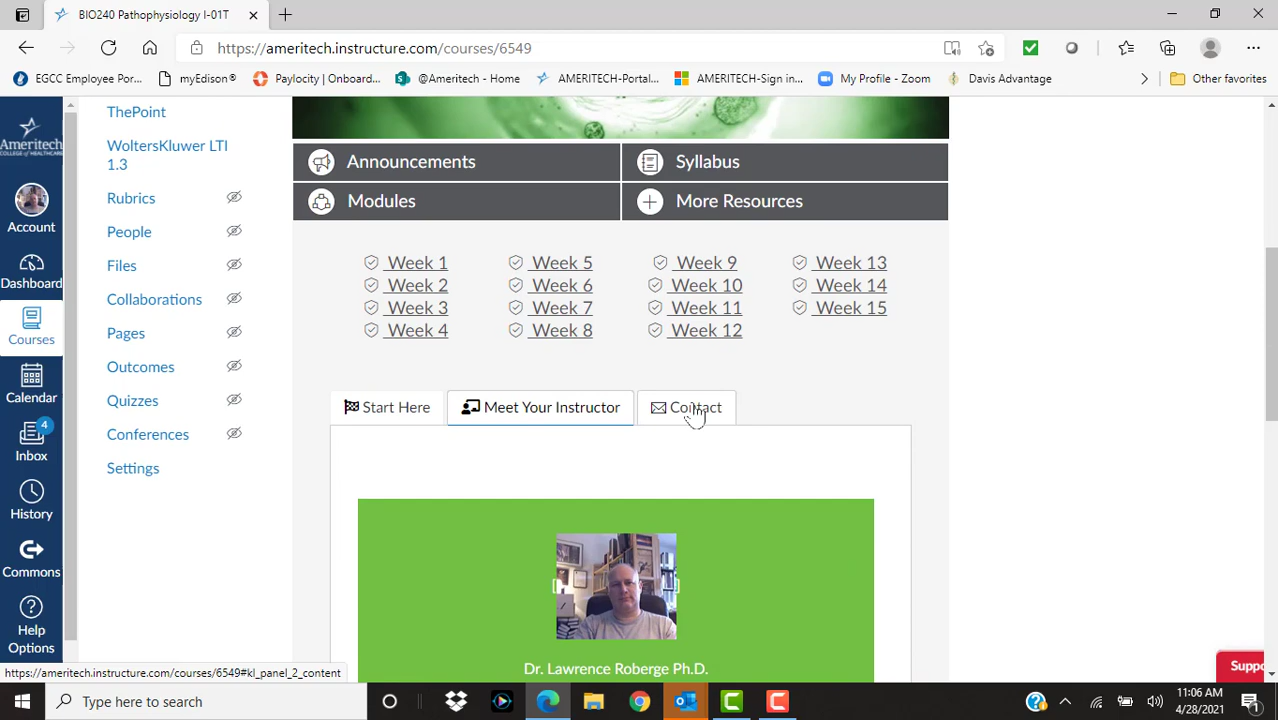 BIO240 Pathophysiology I-01T
https://ameritech.instructure.com/courses/6549
EGCC Employee Por...
myEdison®
Paylocity | Onboard...
@Ameritech - Home
AMERITECH-Portal...
AMERITECH-Sign in...
My Profile - Zoom
Davis Advantage
Other favorites
Ameritech
COLLEGE OF HEALTHCARE
Account
Dashboard
Courses
Calendar
4
Inbox
History
Commons
Help
Options
ThePoint
WoltersKluwer LTI
1.3
Rubrics
People
Files
Collaborations
Pages
Outcomes
Quizzes
Conferences
Settings
Announcements
Syllabus
Modules
More Resources
Week 1 Week 5 Week 9 Week 13
Week 2 Week 6 Week 10 Week 14
Week 3 Week 7 Week 11 Week 15
Week 4 Week 8 Week 12
Start Here
Meet Your Instructor
Contact
Dr. Lawrence Roberge Ph.D.
Suppo
https://ameritech.instructure.com/courses/6549#kl_panel_2_content
Type here to search
11:06 AM
4/28/2021
1